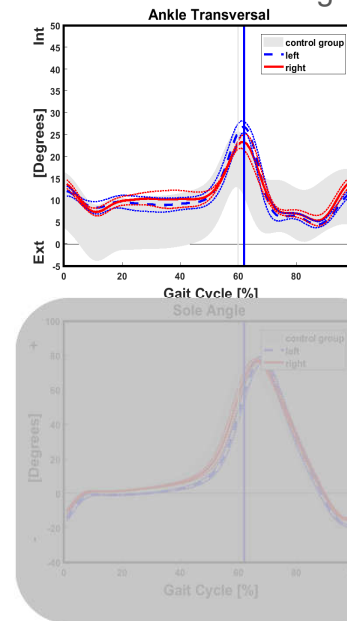 g
Ankle Transversal
Int
[Degrees]
Ext
50
45
40
35
30
25
20
15
10
5
0
-5
control group
left
right
0 20 40 60 80
Gait Cycle [%]
Sole Angle
+
[Degrees]
-
100
80
60
40
20
0
-20
-40
control group
left
right
0 20 40 60 80
Gait Cycle [%]